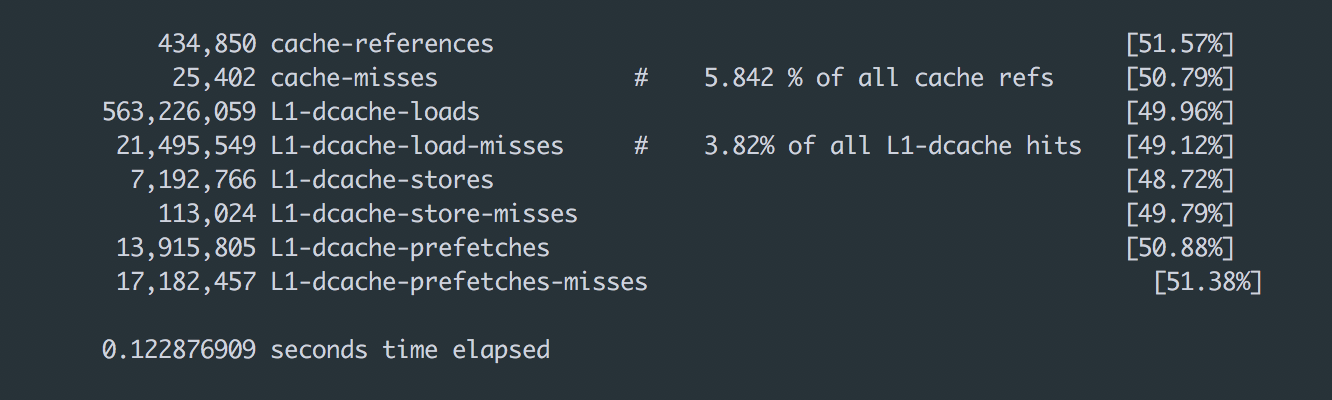 434,850 cache-references [51.57%]
25,402 cache-misses # 5.842 % of all cache refs [50.79%]
563,226,059 L1-dcache-loads [49.96%]
21,495,549 L1-dcache-load-misses # 3.82% of all L1-dcache hits [49.12%]
7,192,766 L1-dcache-stores [48.72%]
113,024 L1-dcache-store-misses [49.79%]
13,915,805 L1-dcache-prefetches [50.88%]
17,182,457 L1-dcache-prefetches-misses [51.38%]
0.122876909 seconds time elapsed